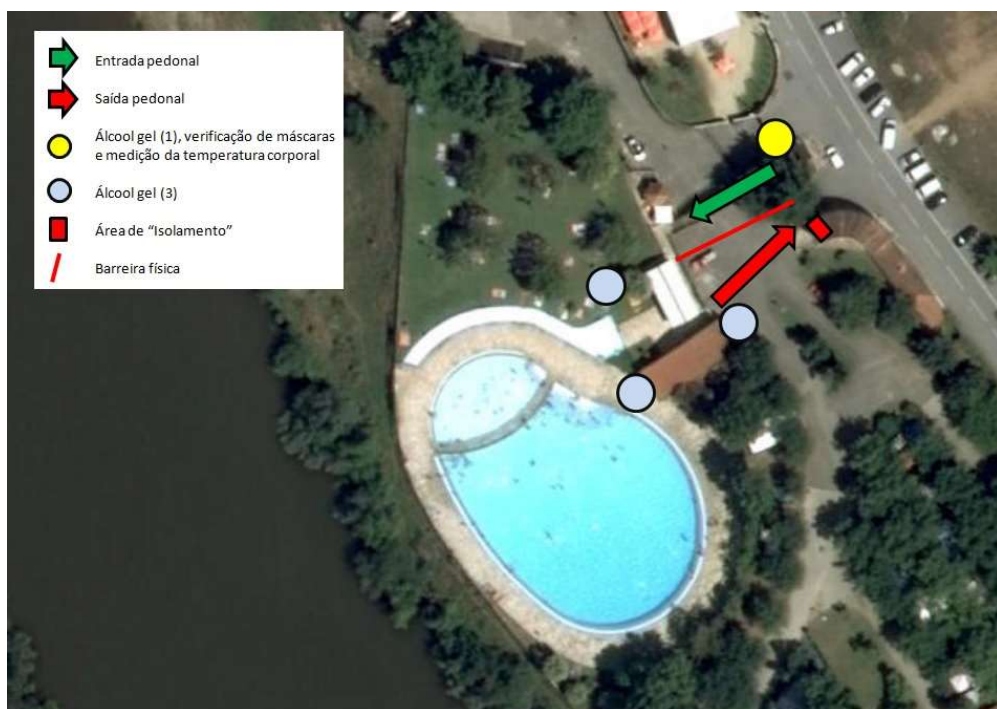 Entrada pedonal
Saída pedonal
Álcool gel (1), verificação de máscaras
e medição da temperatura corporal
Álcool gel (3)
Área de “Isolamento”
Barreira física